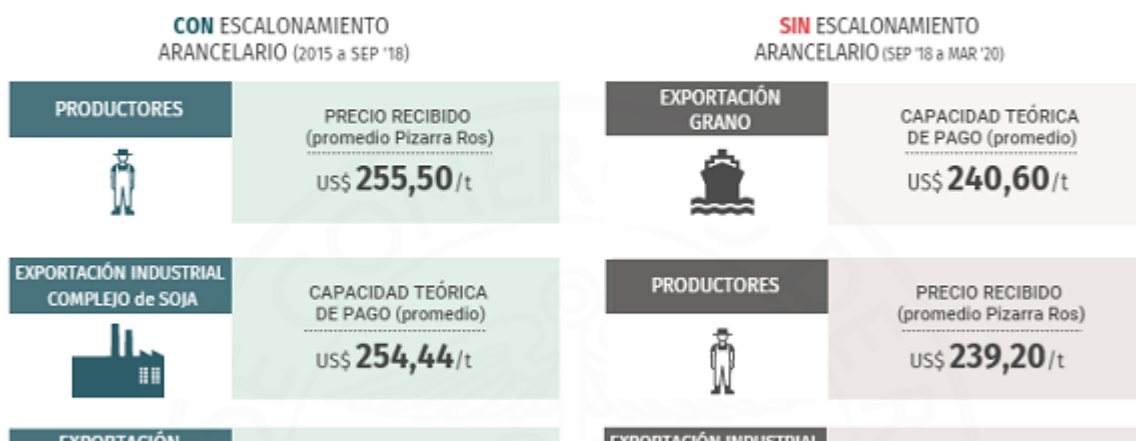 CON ESCALONAMIENTO
ARANCELARIO (2015 a SEP '18)
PRODUCTORES
PRECIO RECIBIDO
(promedio Pizarra Ros)
US$ 255,50/t
EXPORTACIÓN INDUSTRIAL
COMPLEJO de SOJA
CAPACIDAD TEÓRICA
DE PAGO (promedio)
US$ 254,44/t
EXPORTACIÓN
SIN ESCALONAMIENTO
ARANCELARIO (SEP '18 a MAR '20)
EXPORTACIÓN
GRANO
CAPACIDAD TEÓRICA
DE PAGO (promedio)
US$ 240,60/t
PRODUCTORES
PRECIO RECIBIDO
(promedio Pizarra Ros)
US$ 239,20/t
EXPORTACIÓN INDUSTRIAL